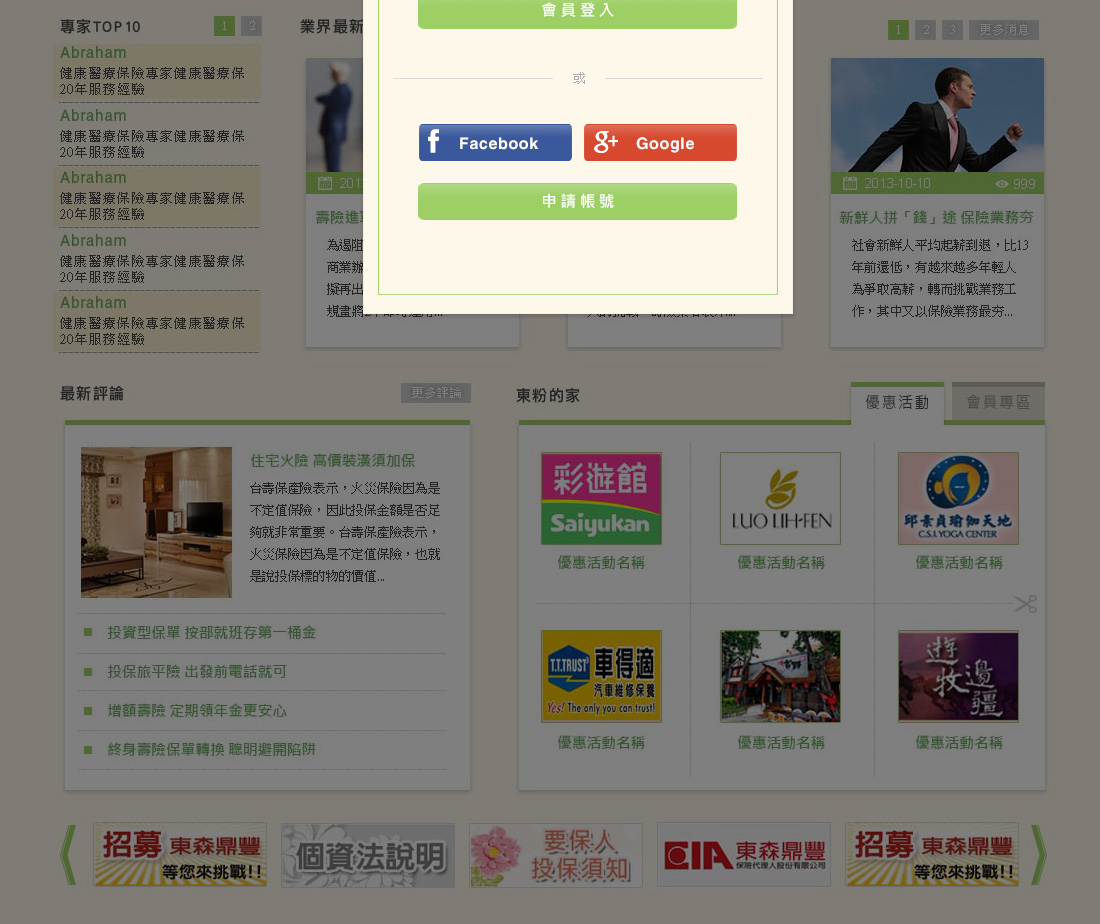 專家TOP 10
1
2
Abraham
健康醫療保險專家健康醫療保
20年服務經驗
Abraham
健康醫療保險專家健康醫療保
20年服務經驗
Abraham
健康醫療保險專家健康醫療保
20年服務經驗
Abraham
健康醫療保險專家健康醫療保
20年服務經驗
Abraham
健康醫療保險專家健康醫療保
20年服務經驗
業界最新
1
2
3
更多消息
201
壽險進
為遏阻
商業辦
擬再出
會員登入
或
f Facebook
g+ Google
申請帳號
2013-10-10
999
新鮮人拼「錢」途 保險業務夯
社會新鮮人平均起薪到退，比13
年前還低，有越來越多年輕人
為爭取高薪，轉而挑戰業務工
作，其中又以保險業務最夯...
最新評論
更多評論
住宅火險 高價裝潢須加保
台壽保產險表示，火災保險因為是
不定值保險，因此投保金額是否足
夠就非常重要。台壽保產險表示，
火災保險因為是不定值保險，也就
是說投保標的物的價值...
投資型保單 按部就班存第一桶金
投保旅平險 出發前電話就可
增額壽險 定期領年金更安心
終身壽險保單轉換 聰明避開陷阱
東粉的家
優惠活動
會員專區
彩遊館
Saiyukan
優惠活動名稱
LUO LIH-FEN
優惠活動名稱
邱素貞瑜伽天地
C.S.J. YOGA CENTER
優惠活動名稱
T.T.TRUST
車得適
汽車維修保養
Yes! The only you can trust!
優惠活動名稱
優惠活動名稱
遊牧邊疆
優惠活動名稱
招募 東森鼎豐
等您來挑戰!!
個資法說明
要保人
投保須知
CIA 東森鼎豐
保險代理人股份有限公司
招募 東森鼎豐
等您來挑戰!!